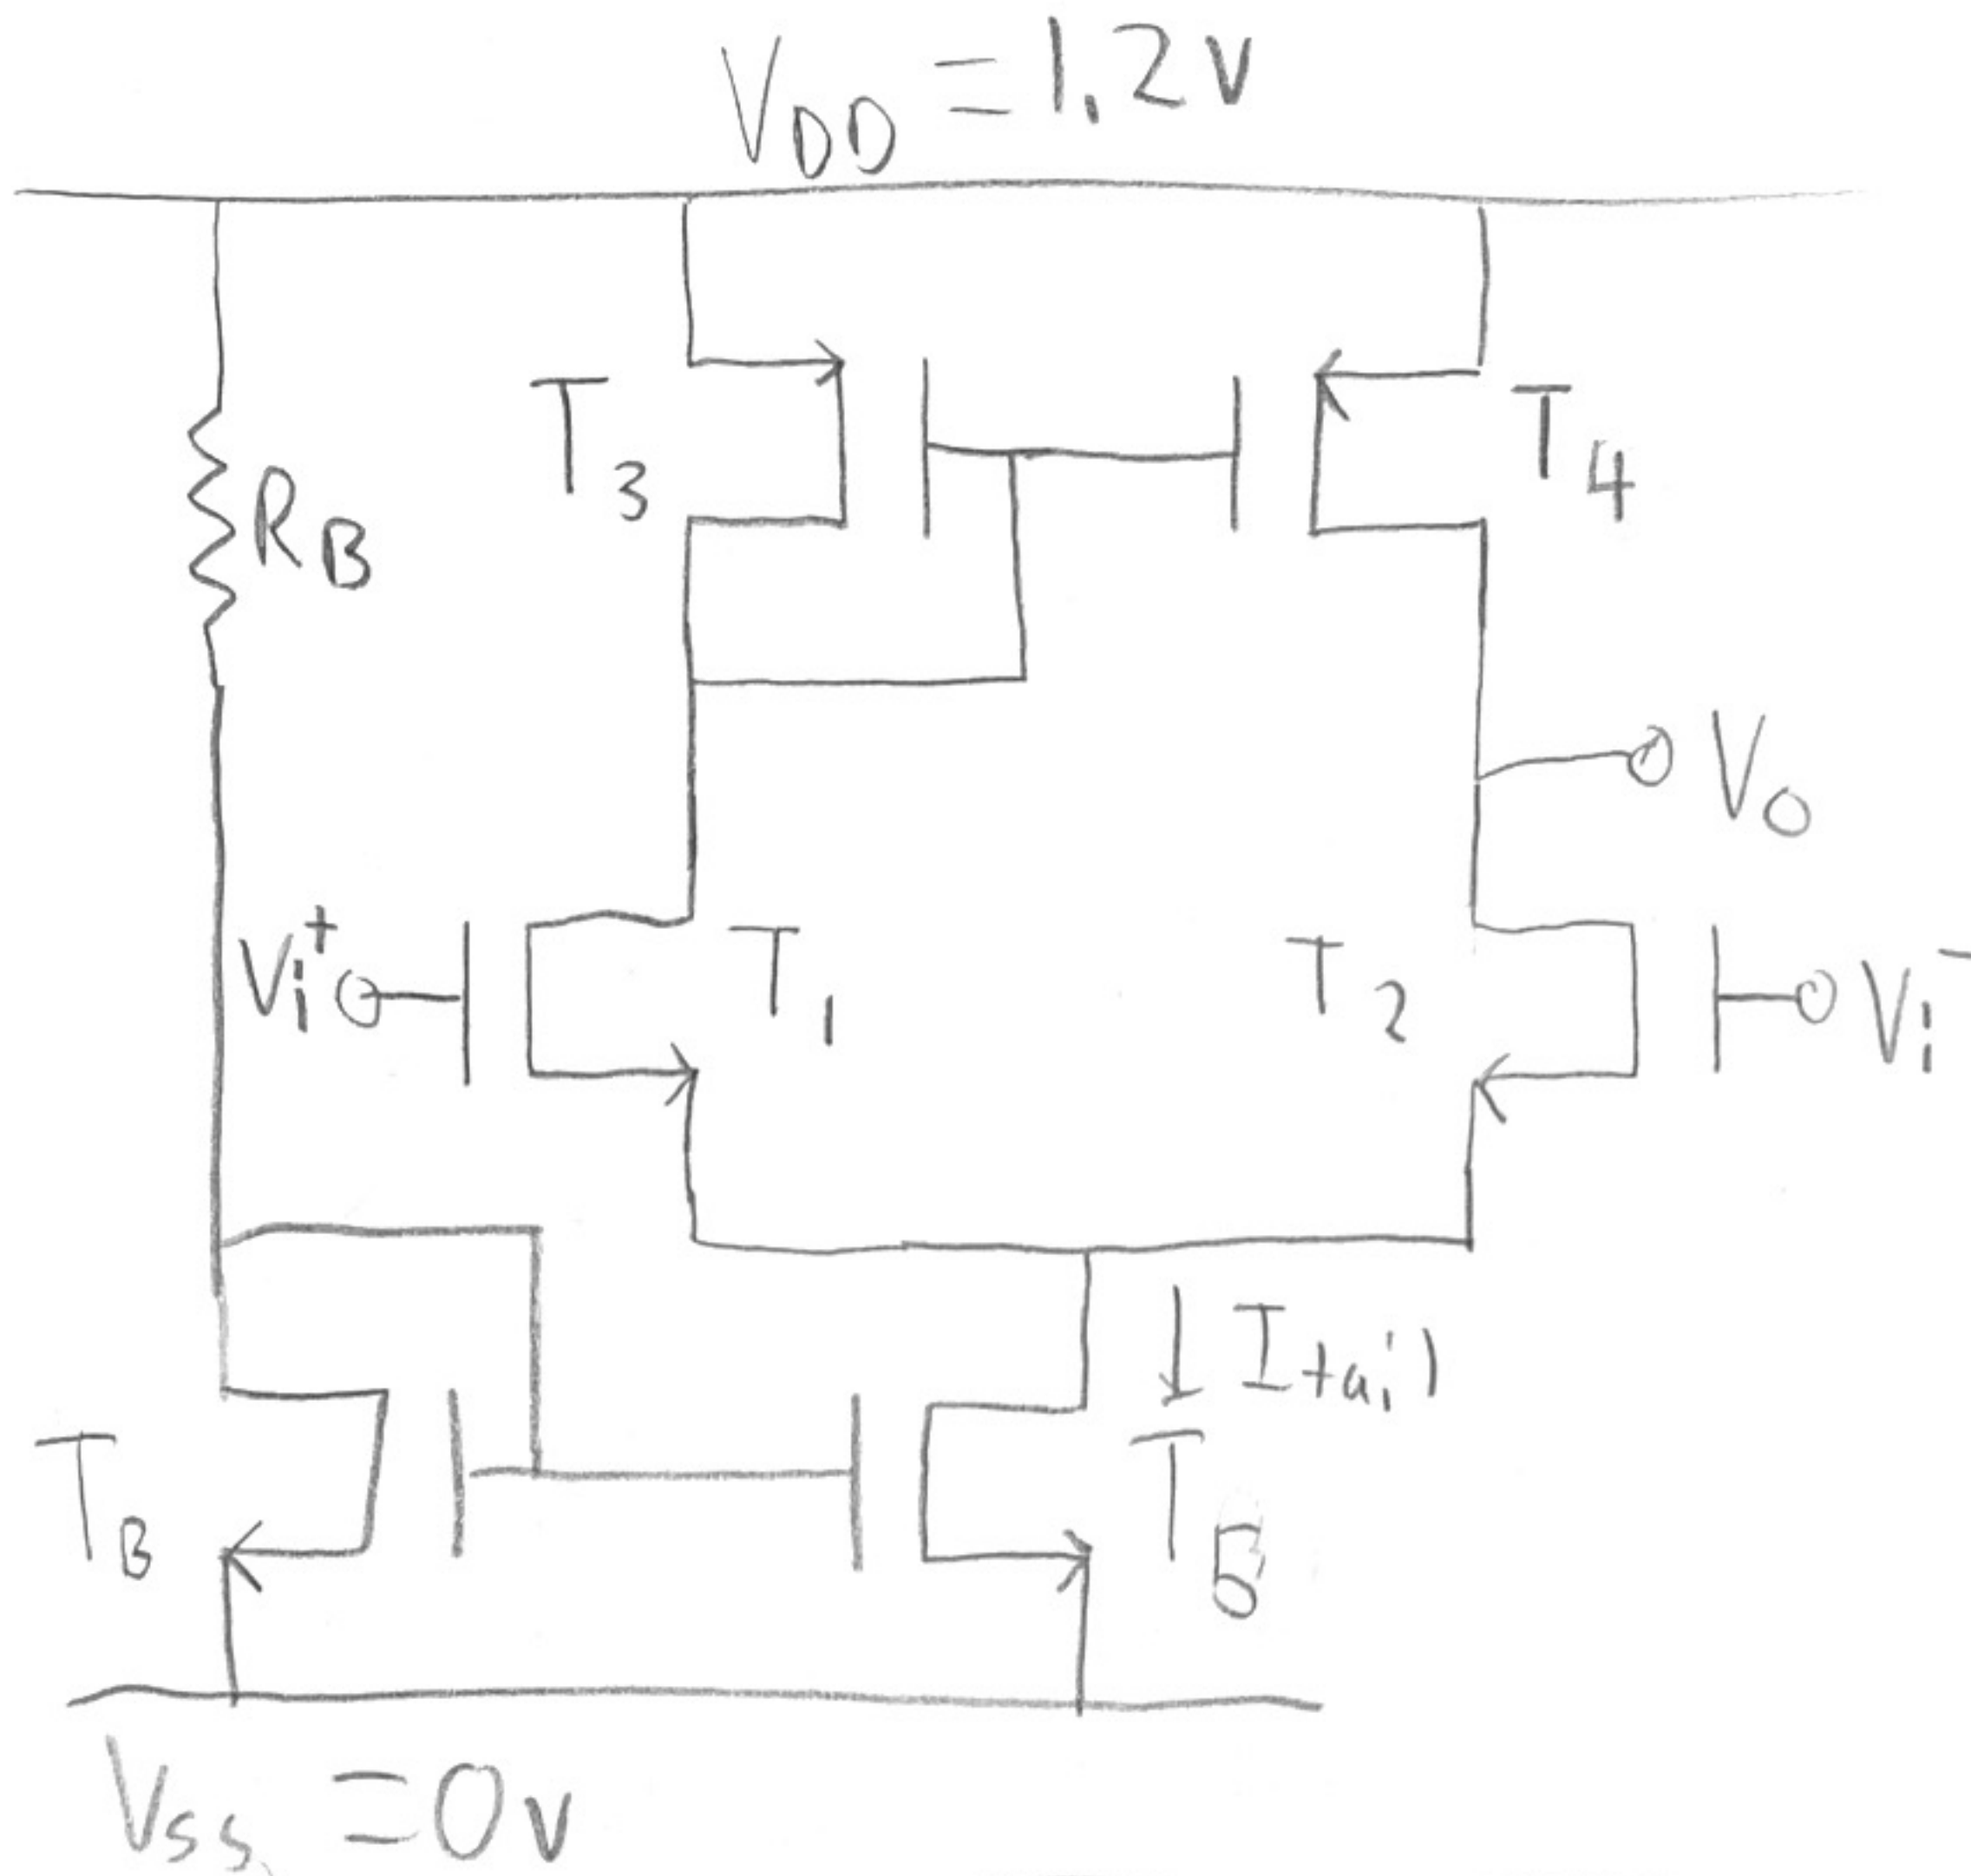 VDD = 1.2V
T3
T4
RB
Vo
Vi+
T1
T2
Vi-
Itail
TB
T5
Vss = 0V